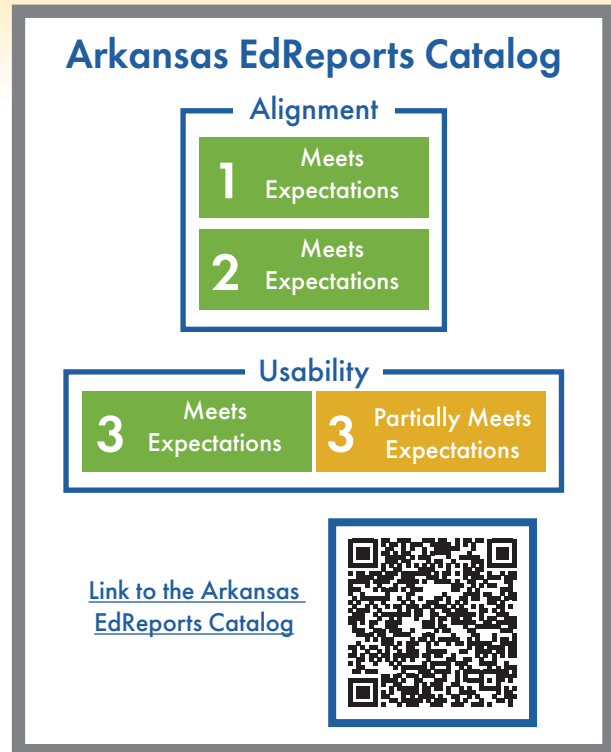 Arkansas EdReports Catalog
Alignment
1 Meets
Expectations
2 Meets
Expectations
Usability
3 Meets
Expectations
3 Partially Meets
Expectations
Link to the Arkansas
EdReports Catalog